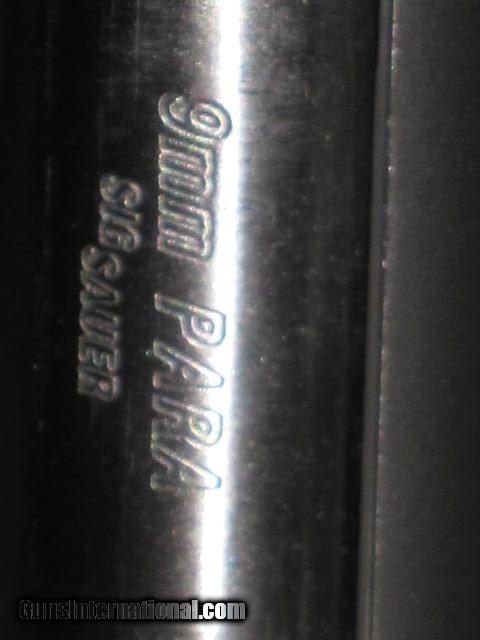 9mm PARA
SIG SAUER
GunsInternational.com